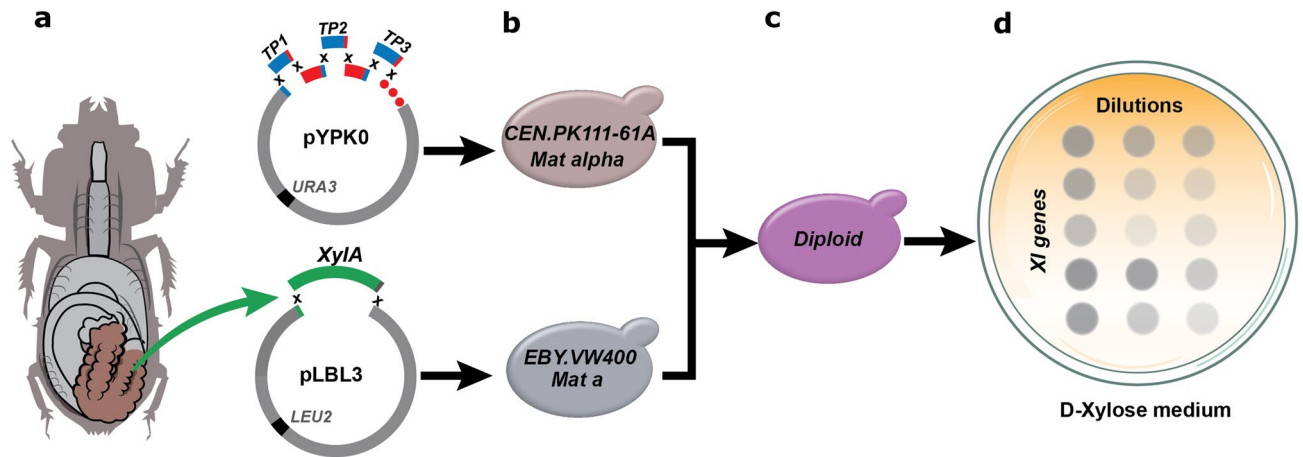 a
b
c
d
TP1
TP2
TP3
x
x
x
x
x
x
pYPK0
URA3
CEN.PK111-61A
Mat alpha
XylA
x
x
pLBL3
LEU2
EBY.VW400
Mat a
Diploid
Dilutions
XI genes
D-Xylose medium